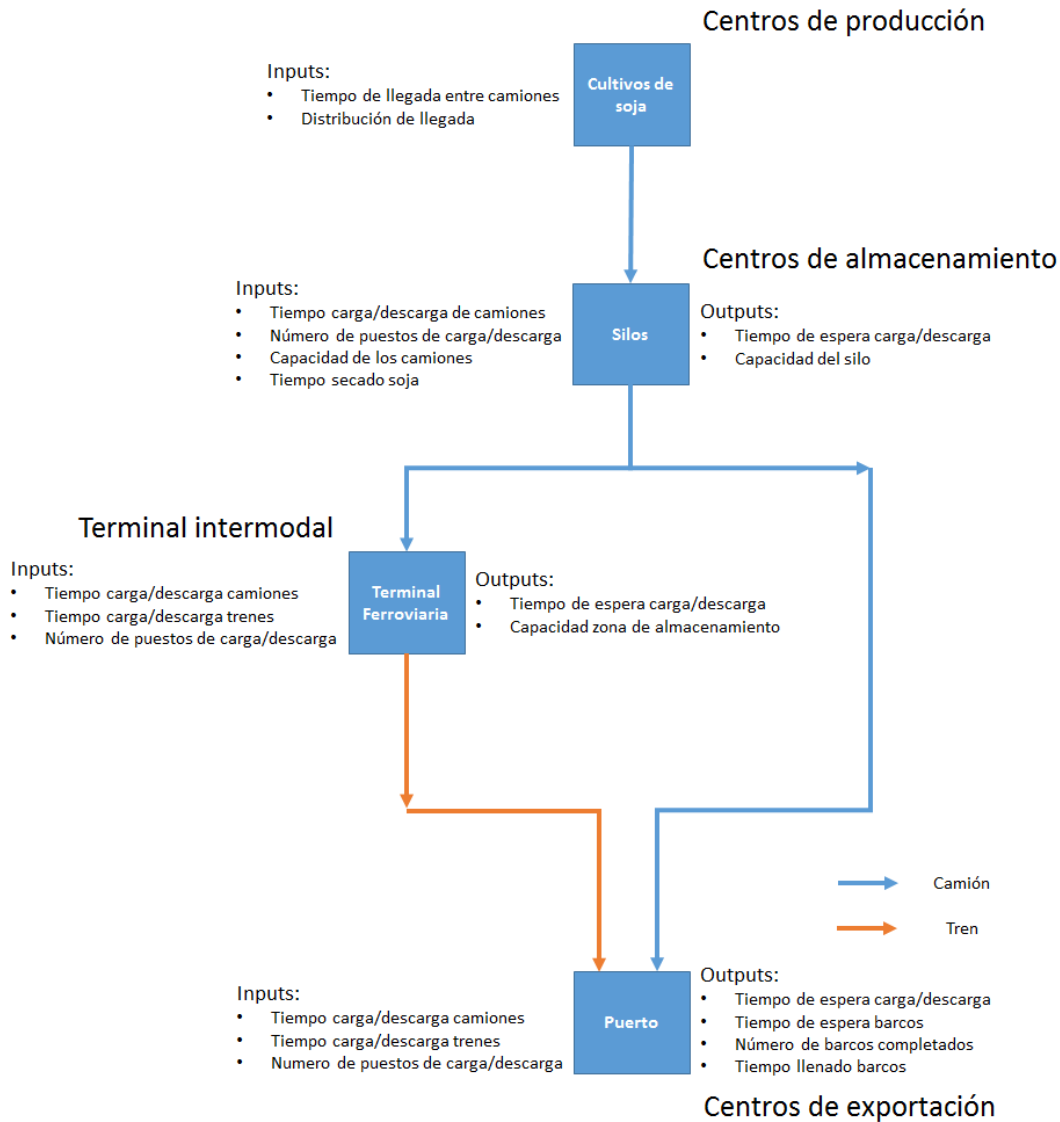 Centros de producción
Inputs:
• Tiempo de llegada entre camiones
• Distribución de llegada
Cultivos de
soja
Centros de almacenamiento
Inputs:
• Tiempo carga/descarga de camiones
• Número de puestos de carga/descarga
• Capacidad de los camiones
• Tiempo secado soja
Silos
Outputs:
• Tiempo de espera carga/descarga
• Capacidad del silo
Terminal intermodal
Inputs:
• Tiempo carga/descarga camiones
• Tiempo carga/descarga trenes
• Número de puestos de carga/descarga
Terminal
Ferroviaria
Outputs:
• Tiempo de espera carga/descarga
• Capacidad zona de almacenamiento
Camión
Tren
Inputs:
• Tiempo carga/descarga camiones
• Tiempo carga/descarga trenes
• Numero de puestos de carga/descarga
Puerto
Outputs:
• Tiempo de espera carga/descarga
• Tiempo de espera barcos
• Número de barcos completados
• Tiempo llenado barcos
Centros de exportación